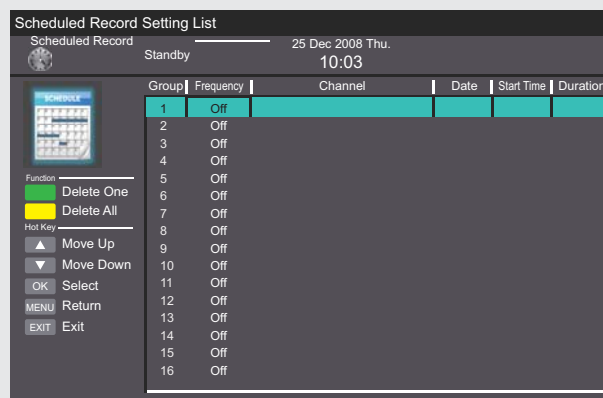 Scheduled Record Setting List
Scheduled Record
Standby
25 Dec 2008 Thu.
10:03
Group Frequency Channel Date Start Time Duration
SCHEDULE
1 Off
2 Off
3 Off
4 Off
5 Off
6 Off
7 Off
8 Off
9 Off
10 Off
11 Off
12 Off
13 Off
14 Off
15 Off
16 Off
Function
Delete One
Delete All
Hot Key
Move Up
Move Down
OK Select
MENU Return
EXIT Exit